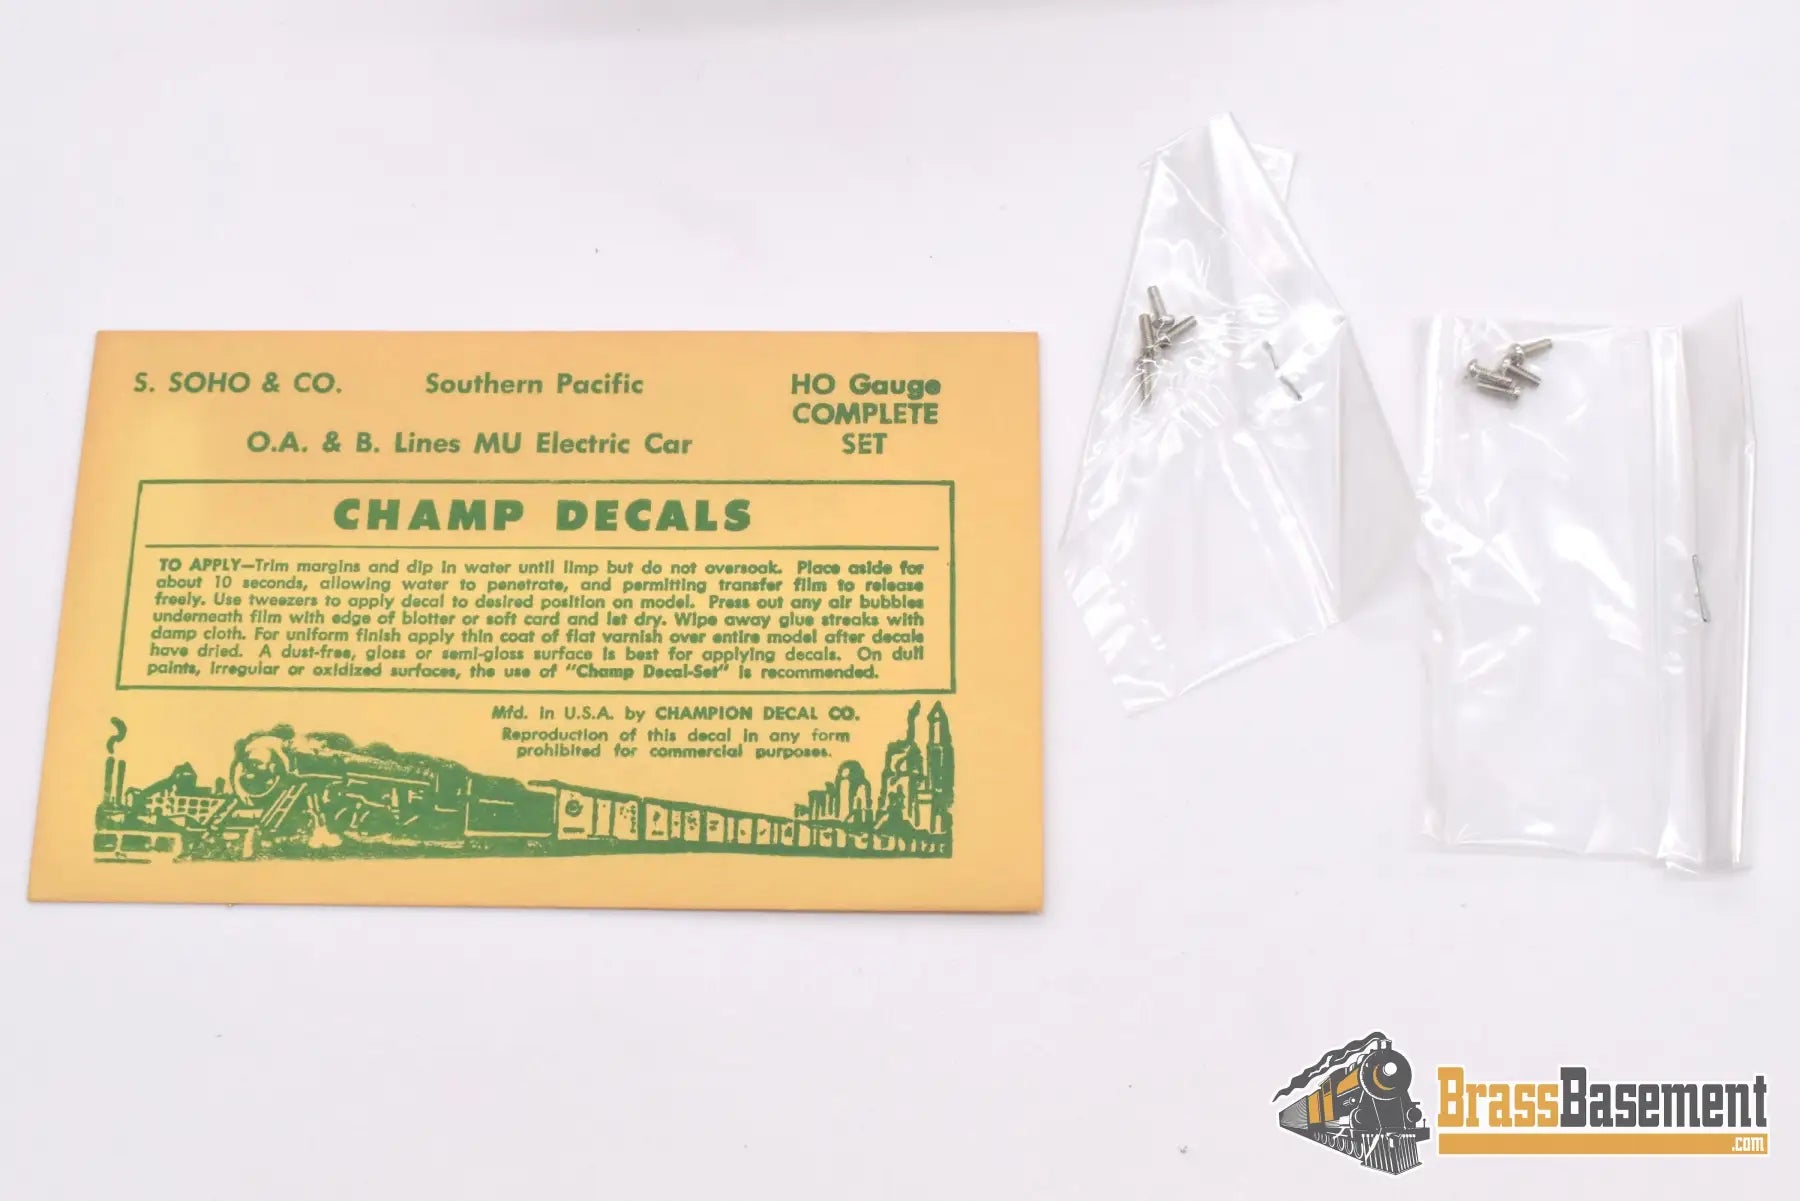 S. SOHO & CO. Southern Pacific HO Gauge
COMPLETE
O.A. & B. Lines MU Electric Car SET
CHAMP DECALS
TO APPLY—Trim margins and dip in water until limp but do not oversoak. Place aside for
about 10 seconds, allowing water to penetrate, and permitting transfer film to release
freely. Use tweezers to apply decal to desired position on model. Press out any air bubbles
underneath film with edge of blotter or soft card and let dry. Wipe away glue streaks with
damp cloth. For uniform finish apply thin coat of flat varnish over entire model after decals
have dried. A dust-free, gloss or semi-gloss surface is best for applying decals. On dull
paints, irregular or oxidized surfaces, the use of "Champ Decal-Set" is recommended.
Mfd. in U.S.A. by CHAMPION DECAL CO.
Reproduction of this decal in any form
prohibited for commercial purposes.
BrassBasement
.com